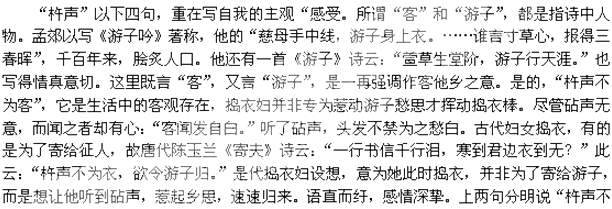 “杵声”以下四句，重在写自我的主观“感受。所谓“客”和“游子”，都是指诗中人
物。孟郊以写《游子吟》著称，他的“慈母手中线，游子身上衣。……谁言寸草心，报得三
春晖”，千百年来，脍炙人口。他还有一首《游子》诗云：“萱草生堂阶，游子行天涯。”也
写得情真意切。这里既言“客”，又言“游子”，是一再强调作客他乡之意。是的，“杵声不
为客”，它是生活中的客观存在，捣衣妇并非专为惹动游子愁思才挥动捣衣棒。尽管砧声无
意，而闻之者却有心：“客闻发自白。”听了砧声，头发不禁为之愁白。古代妇女捣衣，有的
是为了寄给征人，故唐代陈玉兰《寄夫》诗云：“一行书信千行泪，寒到君边衣到无？”此
云：“杵声不为衣，欲令游子归。”是代捣衣妇设想，意为她此时捣衣，并非为了寄给游子，
而是想让他听到砧声，惹起乡思，速速归来。语直而纡，感情深挚。上两句分明说“杵声不